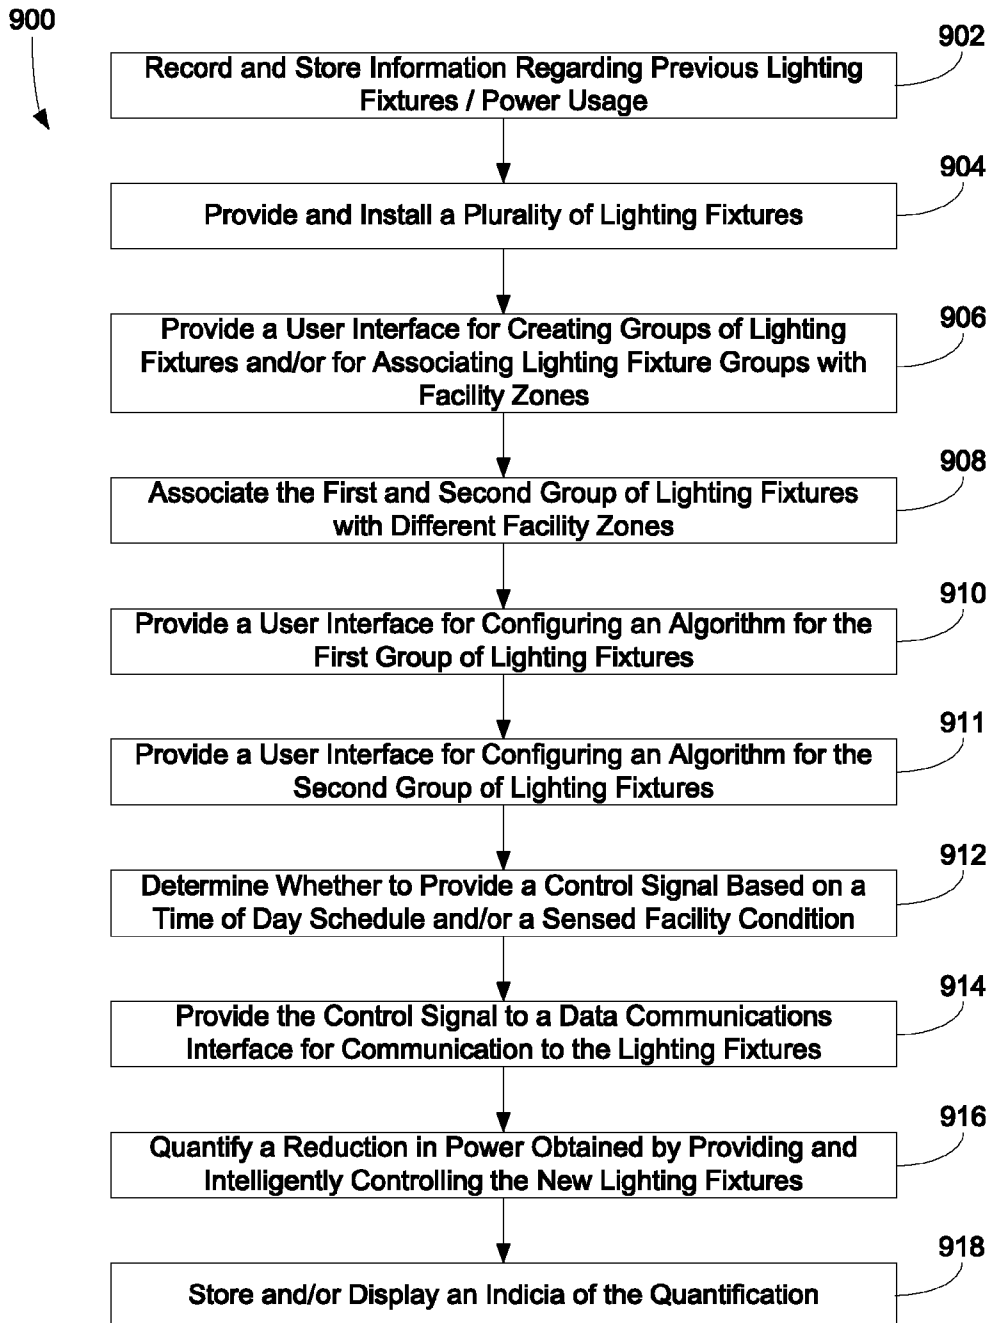 900
902
Record and Store Information Regarding Previous Lighting
Fixtures / Power Usage
904
Provide and Install a Plurality of Lighting Fixtures
906
Provide a User Interface for Creating Groups of Lighting
Fixtures and/or for Associating Lighting Fixture Groups with
Facility Zones
908
Associate the First and Second Group of Lighting Fixtures
with Different Facility Zones
910
Provide a User Interface for Configuring an Algorithm for the
First Group of Lighting Fixtures
911
Provide a User Interface for Configuring an Algorithm for the
Second Group of Lighting Fixtures
912
Determine Whether to Provide a Control Signal Based on a
Time of Day Schedule and/or a Sensed Facility Condition
914
Provide the Control Signal to a Data Communications
Interface for Communication to the Lighting Fixtures
916
Quantify a Reduction in Power Obtained by Providing and
Intelligently Controlling the New Lighting Fixtures
918
Store and/or Display an Indicia of the Quantification